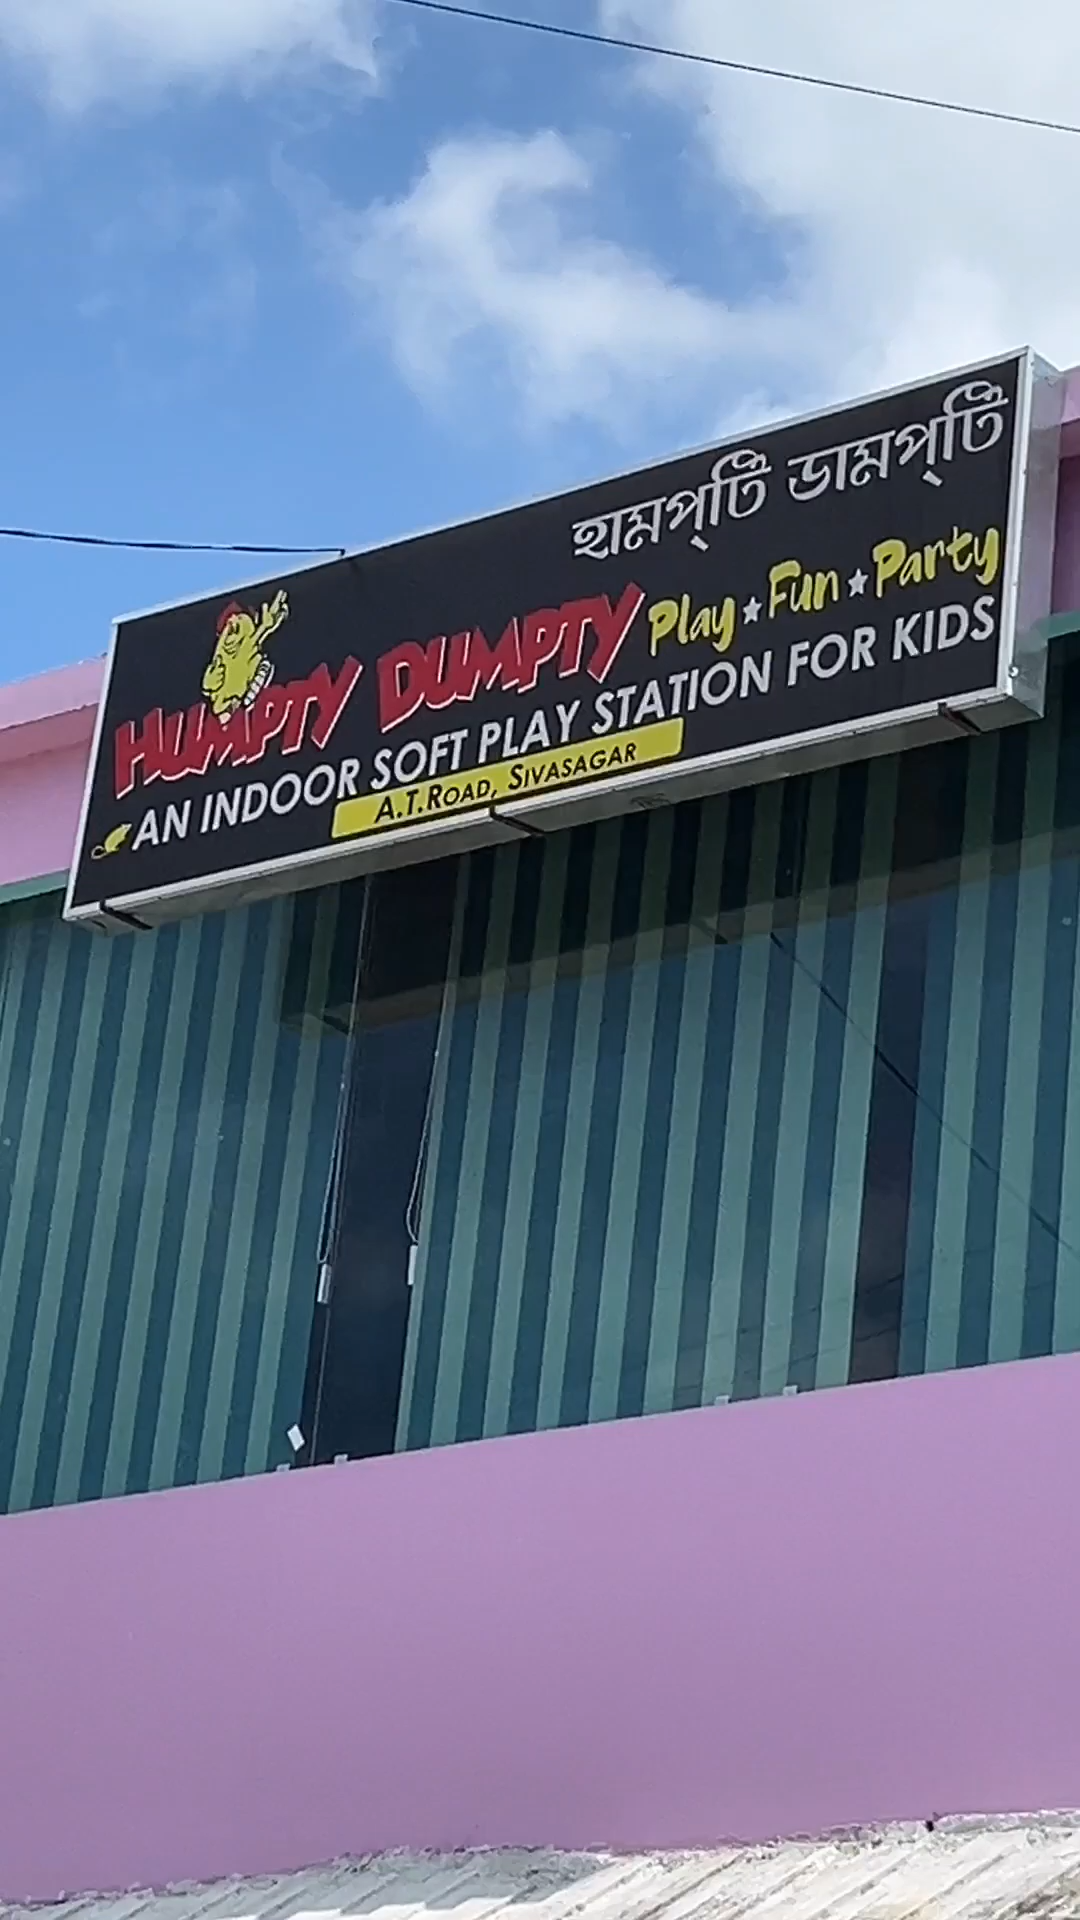 হামপ্‌টি ডামপ্‌টি
HUMPTY DUMPTY Play ★ Fun ★ Party
AN INDOOR SOFT PLAY STATION FOR KIDS
A.T. ROAD, SIVASAGAR